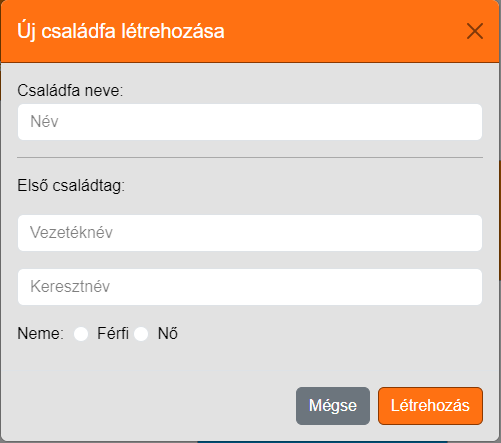 Új családfa létrehozása
Családfa neve:
Név
Első családtag:
Vezetéknév
Keresztnév
Neme: Férfi Nő
Mégse Létrehozás